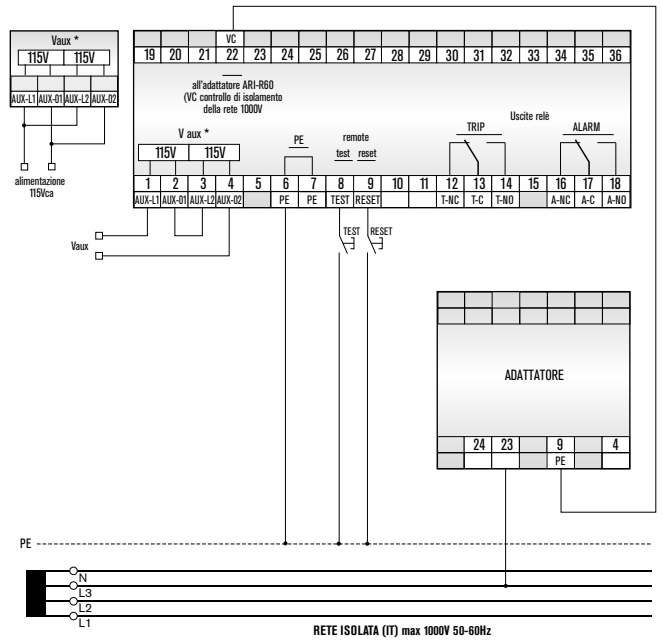 VC
Vaux *
115V 115V
19 20 21 22 23 24 25 26 27 28 29 30 31 32 33 34 35 36
AUX-L1 AUX-01 AUX-L2 AUX-02
all'adattatore ARI-R60
(VC controllo di isolamento
della rete 1000V
Uscite relè
V aux *
PE
remote
TRIP
ALARM
115V 115V
test reset
alimentazione
115Vca
1 2 3 4 5 6 7 8 9 10 11 12 13 14 15 16 17 18
AUX-L1 AUX-01 AUX-L2 AUX-02 PE PE TEST RESET T-NC T-C T-NO A-NC A-C A-NO
TEST RESET
Vaux
ADATTATORE
24 23 9 4
PE
PE
N
L3
L2
L1
RETE ISOLATA (IT) max 1000V 50-60Hz